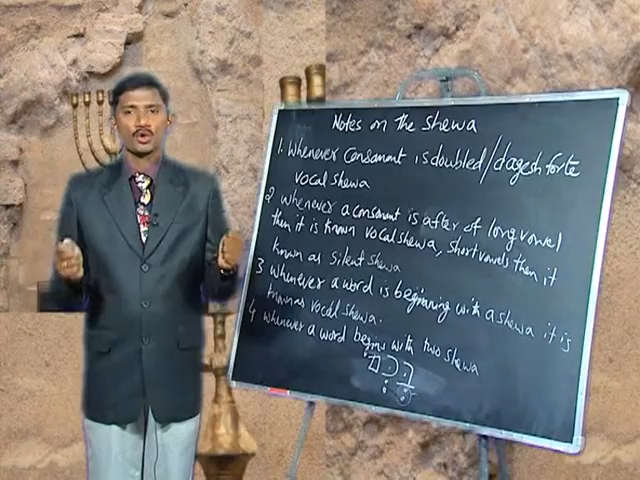 Notes on the Shewa
1. Whenever Consonant is doubled/dagesh forte
vocal shewa
2 whenever a consonant is after of long vowel
then it is known vocal shewa, short vowels then it
known as silent shewa
3 whenever a word is beginning with a shewa it is
known as vocal shewa.
4 whenever a word begins with two shewa